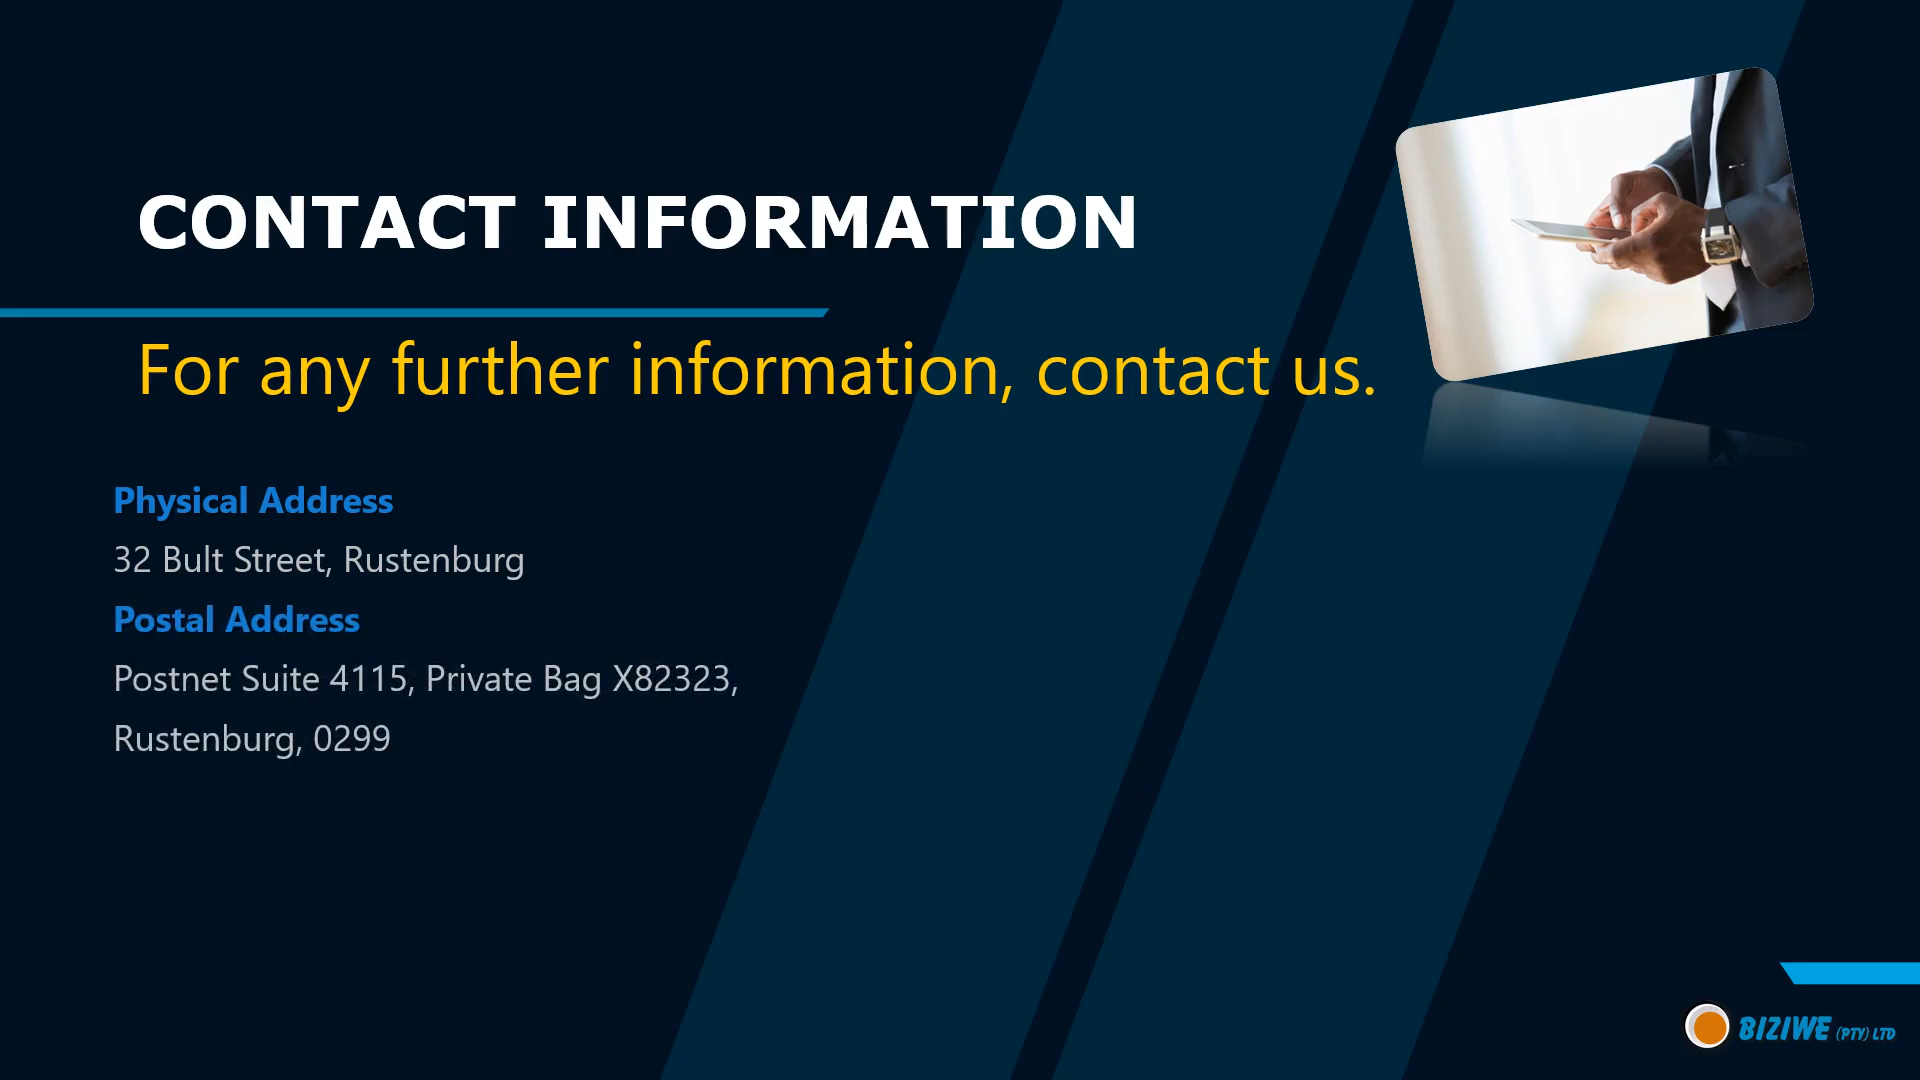 CONTACT INFORMATION
For any further information, contact us.
Physical Address
32 Bult Street, Rustenburg
Postal Address
Postnet Suite 4115, Private Bag X82323,
Rustenburg, 0299
BIZIWE (PTY) LTD